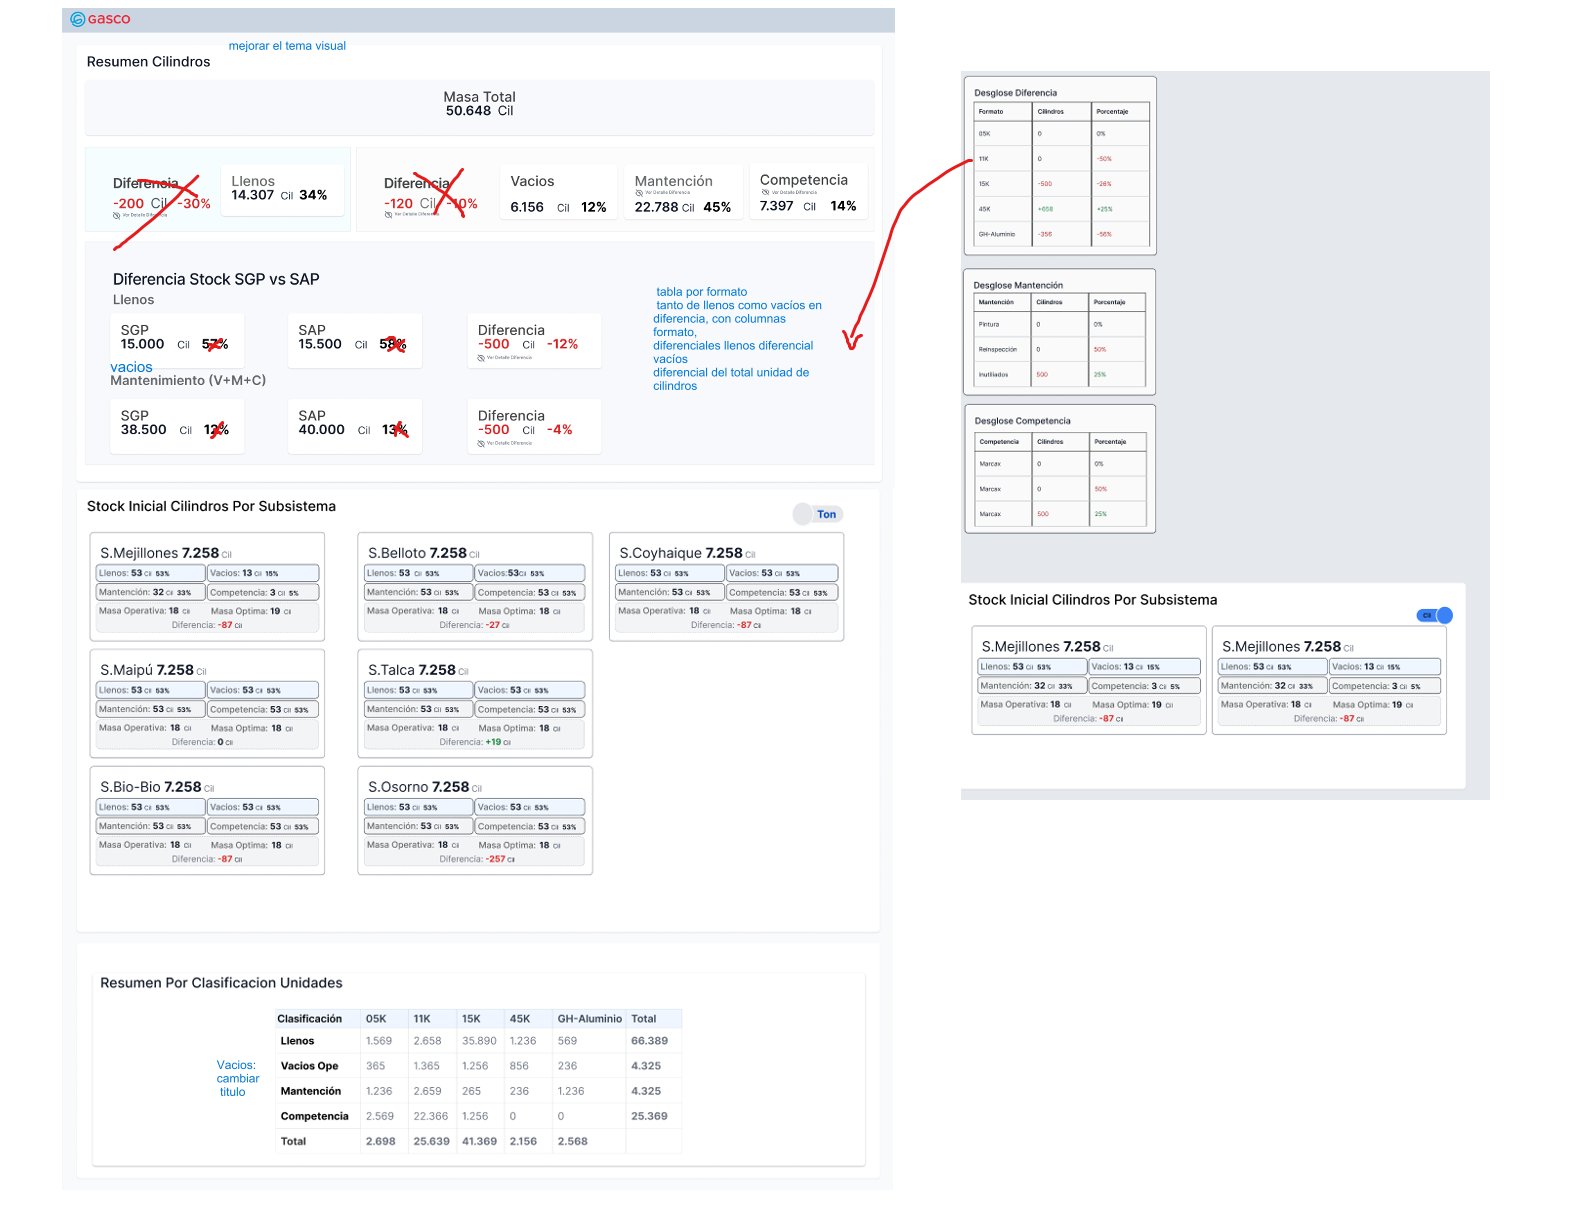 GASCO
mejorar el tema visual
Resumen Cilindros
Masa Total
50.648 Cil
Diferencia
-200 Cil -30%
Ver Detalle Diferencia
Llenos
14.307 Cil 34%
Diferencia
-120 Cil -10%
Ver Detalle Diferencia
Vacios
6.156 Cil 12%
Mantención
Ver Detalle Diferencia
22.788 Cil 45%
Competencia
Ver Detalle Diferencia
7.397 Cil 14%
Diferencia Stock SGP vs SAP
Llenos
SGP
15.000 Cil 57%
SAP
15.500 Cil 58%
Diferencia
-500 Cil -12%
Ver Detalle Diferencia
vacios
Mantenimiento (V+M+C)
SGP
38.500 Cil 12%
SAP
40.000 Cil 13%
Diferencia
-500 Cil -4%
Ver Detalle Diferencia
tabla por formato
tanto de llenos como vacíos en
diferencia, con columnas
formato,
diferenciales llenos diferencial
vacíos
diferencial del total unidad de
cilindros
Stock Inicial Cilindros Por Subsistema
Ton
S.Mejillones 7.258 Cil
Llenos: 53 Cil 53% Vacios: 13 Cil 15%
Mantención: 32 Cil 33% Competencia: 3 Cil 5%
Masa Operativa: 18 Cil Masa Optima: 19 Cil
Diferencia: -87 Cil
S.Belloto 7.258 Cil
Llenos: 53 Cil 53% Vacios:53Cil 53%
Mantención: 53 Cil 53% Competencia: 53 Cil 53%
Masa Operativa: 18 Cil Masa Optima: 18 Cil
Diferencia: -27 Cil
S.Coyhaique 7.258 Cil
Llenos: 53 Cil 53% Vacios: 53 Cil 53%
Mantención: 53 Cil 53% Competencia: 53 Cil 53%
Masa Operativa: 18 Cil Masa Optima: 18 Cil
Diferencia: -87 Cil
S.Maipú 7.258 Cil
Llenos: 53 Cil 53% Vacios: 53 Cil 53%
Mantención: 53 Cil 53% Competencia: 53 Cil 53%
Masa Operativa: 18 Cil Masa Optima: 18 Cil
Diferencia: 0 Cil
S.Talca 7.258 Cil
Llenos: 53 Cil 53% Vacios: 53 Cil 53%
Mantención: 53 Cil 53% Competencia: 53 Cil 53%
Masa Operativa: 18 Cil Masa Optima: 18 Cil
Diferencia: +19 Cil
S.Bio-Bio 7.258 Cil
Llenos: 53 Cil 53% Vacios: 53 Cil 53%
Mantención: 53 Cil 53% Competencia: 53 Cil 53%
Masa Operativa: 18 Cil Masa Optima: 18 Cil
Diferencia: -87 Cil
S.Osorno 7.258 Cil
Llenos: 53 Cil 53% Vacios: 53 Cil 53%
Mantención: 53 Cil 53% Competencia: 53 Cil 53%
Masa Operativa: 18 Cil Masa Optima: 18 Cil
Diferencia: -257 Cil
Resumen Por Clasificacion Unidades
Clasificación 05K 11K 15K 45K GH-Aluminio Total
Llenos 1.569 2.658 35.890 1.236 569 66.389
Vacios Ope 365 1.365 1.256 856 236 4.325
Mantención 1.236 2.659 265 236 1.236 4.325
Competencia 2.569 22.366 1.256 0 0 25.369
Total 2.698 25.639 41.369 2.156 2.568
Vacios:
cambiar
titulo
Desglose Diferencia
Formato Cilindros Porcentaje
05K 0 0%
11K 0 -50%
15K -500 -26%
45K +658 +25%
GH-Aluminio -356 -56%
Desglose Mantención
Mantención Cilindros Porcentaje
Pintura 0 0%
Reinspección 0 50%
Inutiliados 500 25%
Desglose Competencia
Competencia Cilindros Porcentaje
Marcax 0 0%
Marcax 0 50%
Marcax 500 25%
Stock Inicial Cilindros Por Subsistema
Cil
S.Mejillones 7.258 Cil
Llenos: 53 Cil 53% Vacios: 13 Cil 15%
Mantención: 32 Cil 33% Competencia: 3 Cil 5%
Masa Operativa: 18 Cil Masa Optima: 19 Cil
Diferencia: -87 Cil
S.Mejillones 7.258 Cil
Llenos: 53 Cil 53% Vacios: 13 Cil 15%
Mantención: 32 Cil 33% Competencia: 3 Cil 5%
Masa Operativa: 18 Cil Masa Optima: 19 Cil
Diferencia: -87 Cil